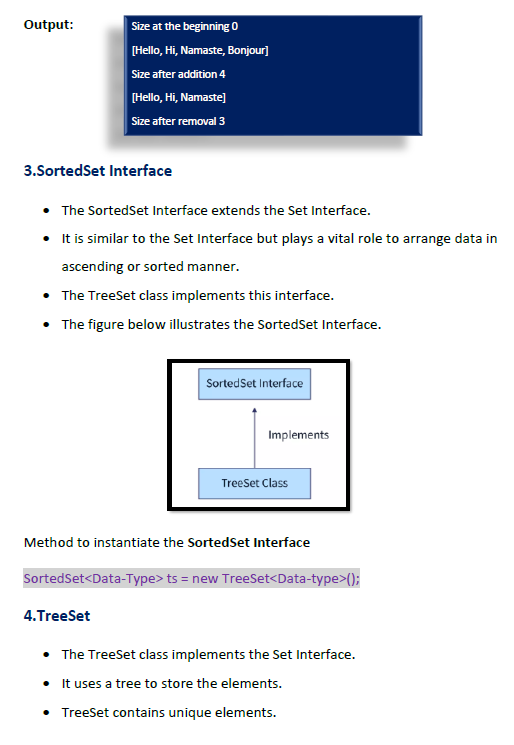 Output:
Size at the beginning 0
[Hello, Hi, Namaste, Bonjour]
Size after addition 4
[Hello, Hi, Namaste]
Size after removal 3
3.SortedSet Interface
• The SortedSet Interface extends the Set Interface.
• It is similar to the Set Interface but plays a vital role to arrange data in
ascending or sorted manner.
• The TreeSet class implements this interface.
• The figure below illustrates the SortedSet Interface.
SortedSet Interface
Implements
TreeSet Class
Method to instantiate the SortedSet Interface
SortedSet<Data-Type> ts = new TreeSet<Data-type>();
4.TreeSet
• The TreeSet class implements the Set Interface.
• It uses a tree to store the elements.
• TreeSet contains unique elements.